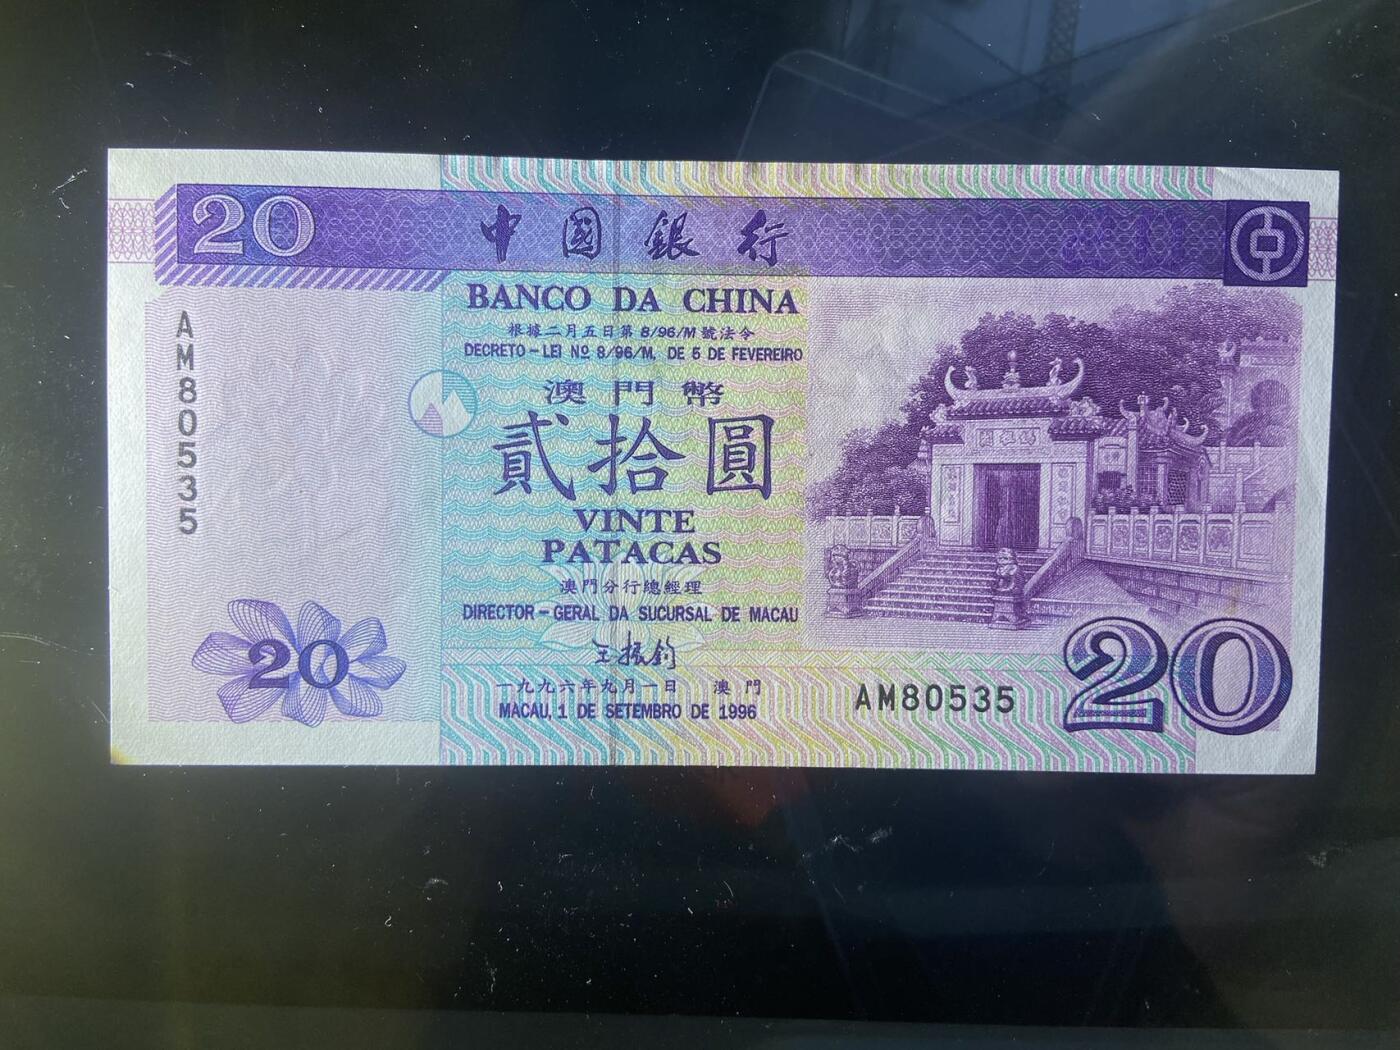 20
中國銀行
AM80535
BANCO DA CHINA
根據二月五日第 8/96/M 號法令
DECRETO-LEI Nº 8/96/M, DE 5 DE FEVEREIRO
澳門幣
貳拾圓
VINTE
PATACAS
澳門分行總經理
DIRECTOR-GERAL DA SUCURSAL DE MACAU
王振鈞
一九九六年九月一日 澳門
MACAU, 1 DE SETEMBRO DE 1996
20
AM80535
20